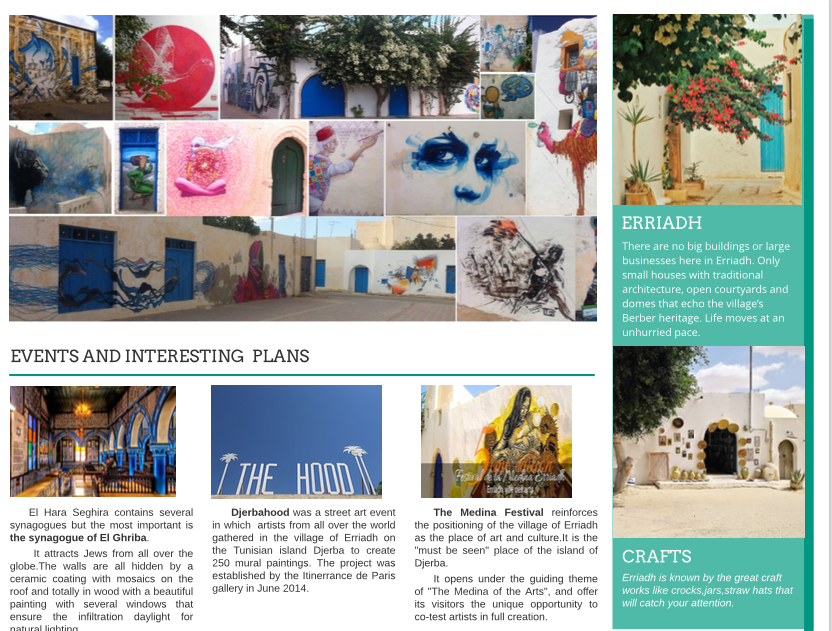 EVENTS AND INTERESTING PLANS
THE HOOD
Festival de la Medina Erriadh
El Hara Seghira contains several
synagogues but the most important is
the synagogue of El Ghriba.
It attracts Jews from all over the
globe.The walls are all hidden by a
ceramic coating with mosaics on the
roof and totally in wood with a beautiful
painting with several windows that
ensure the infiltration daylight for
natural lighting.
Djerbahood was a street art event
in which artists from all over the world
gathered in the village of Erriadh on
the Tunisian island Djerba to create
250 mural paintings. The project was
established by the Itinerrance de Paris
gallery in June 2014.
The Medina Festival reinforces
the positioning of the village of Erriadh
as the place of art and culture.It is the
"must be seen" place of the island of
Djerba.
It opens under the guiding theme
of "The Medina of the Arts", and offer
its visitors the unique opportunity to
co-test artists in full creation.
ERRIADH
There are no big buildings or large
businesses here in Erriadh. Only
small houses with traditional
architecture, open courtyards and
domes that echo the village's
Berber heritage. Life moves at an
unhurried pace.
CRAFTS
Erriadh is known by the great craft
works like crocks,jars,straw hats that
will catch your attention.